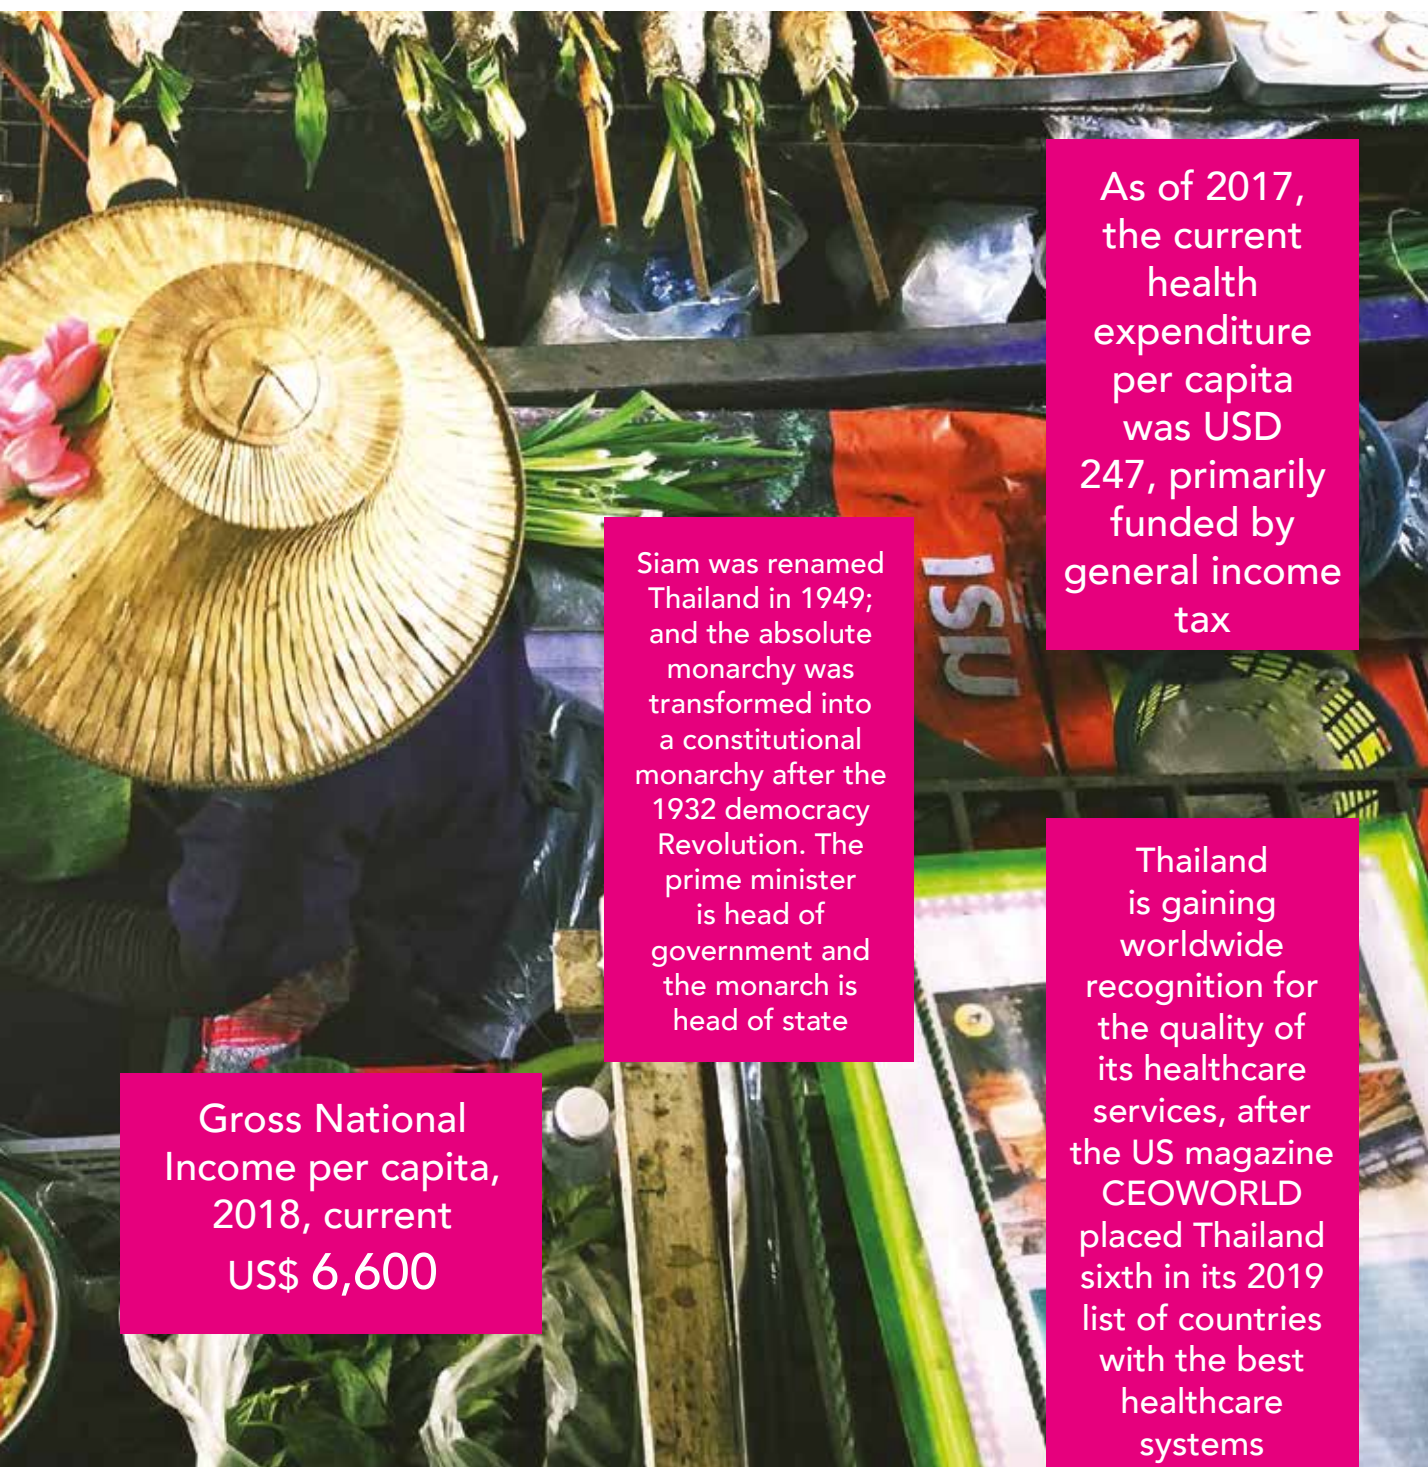 As of 2017,
the current
health
expenditure
per capita
was USD
247, primarily
funded by
general income
tax
Siam was renamed
Thailand in 1949;
and the absolute
monarchy was
transformed into
a constitutional
monarchy after the
1932 democracy
Revolution. The
prime minister
is head of
government and
the monarch is
head of state
Thailand
is gaining
worldwide
recognition for
the quality of
its healthcare
services, after
the US magazine
CEOWORLD
placed Thailand
sixth in its 2019
list of countries
with the best
healthcare
systems
Gross National
Income per capita,
2018, current
US$ 6,600